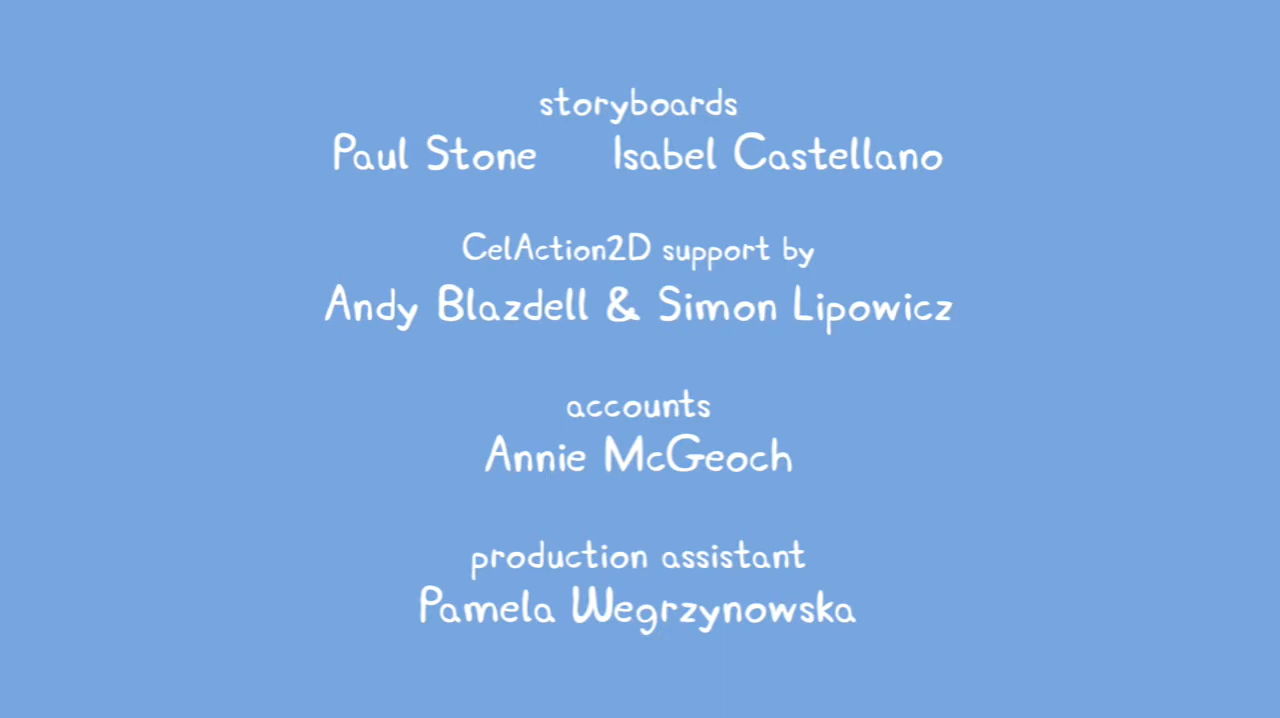 storyboards
Paul Stone Isabel Castellano
CelAction2D support by
Andy Blazdell & Simon Lipowicz
accounts
Annie McGeoch
production assistant
Pamela Wegrzynowska